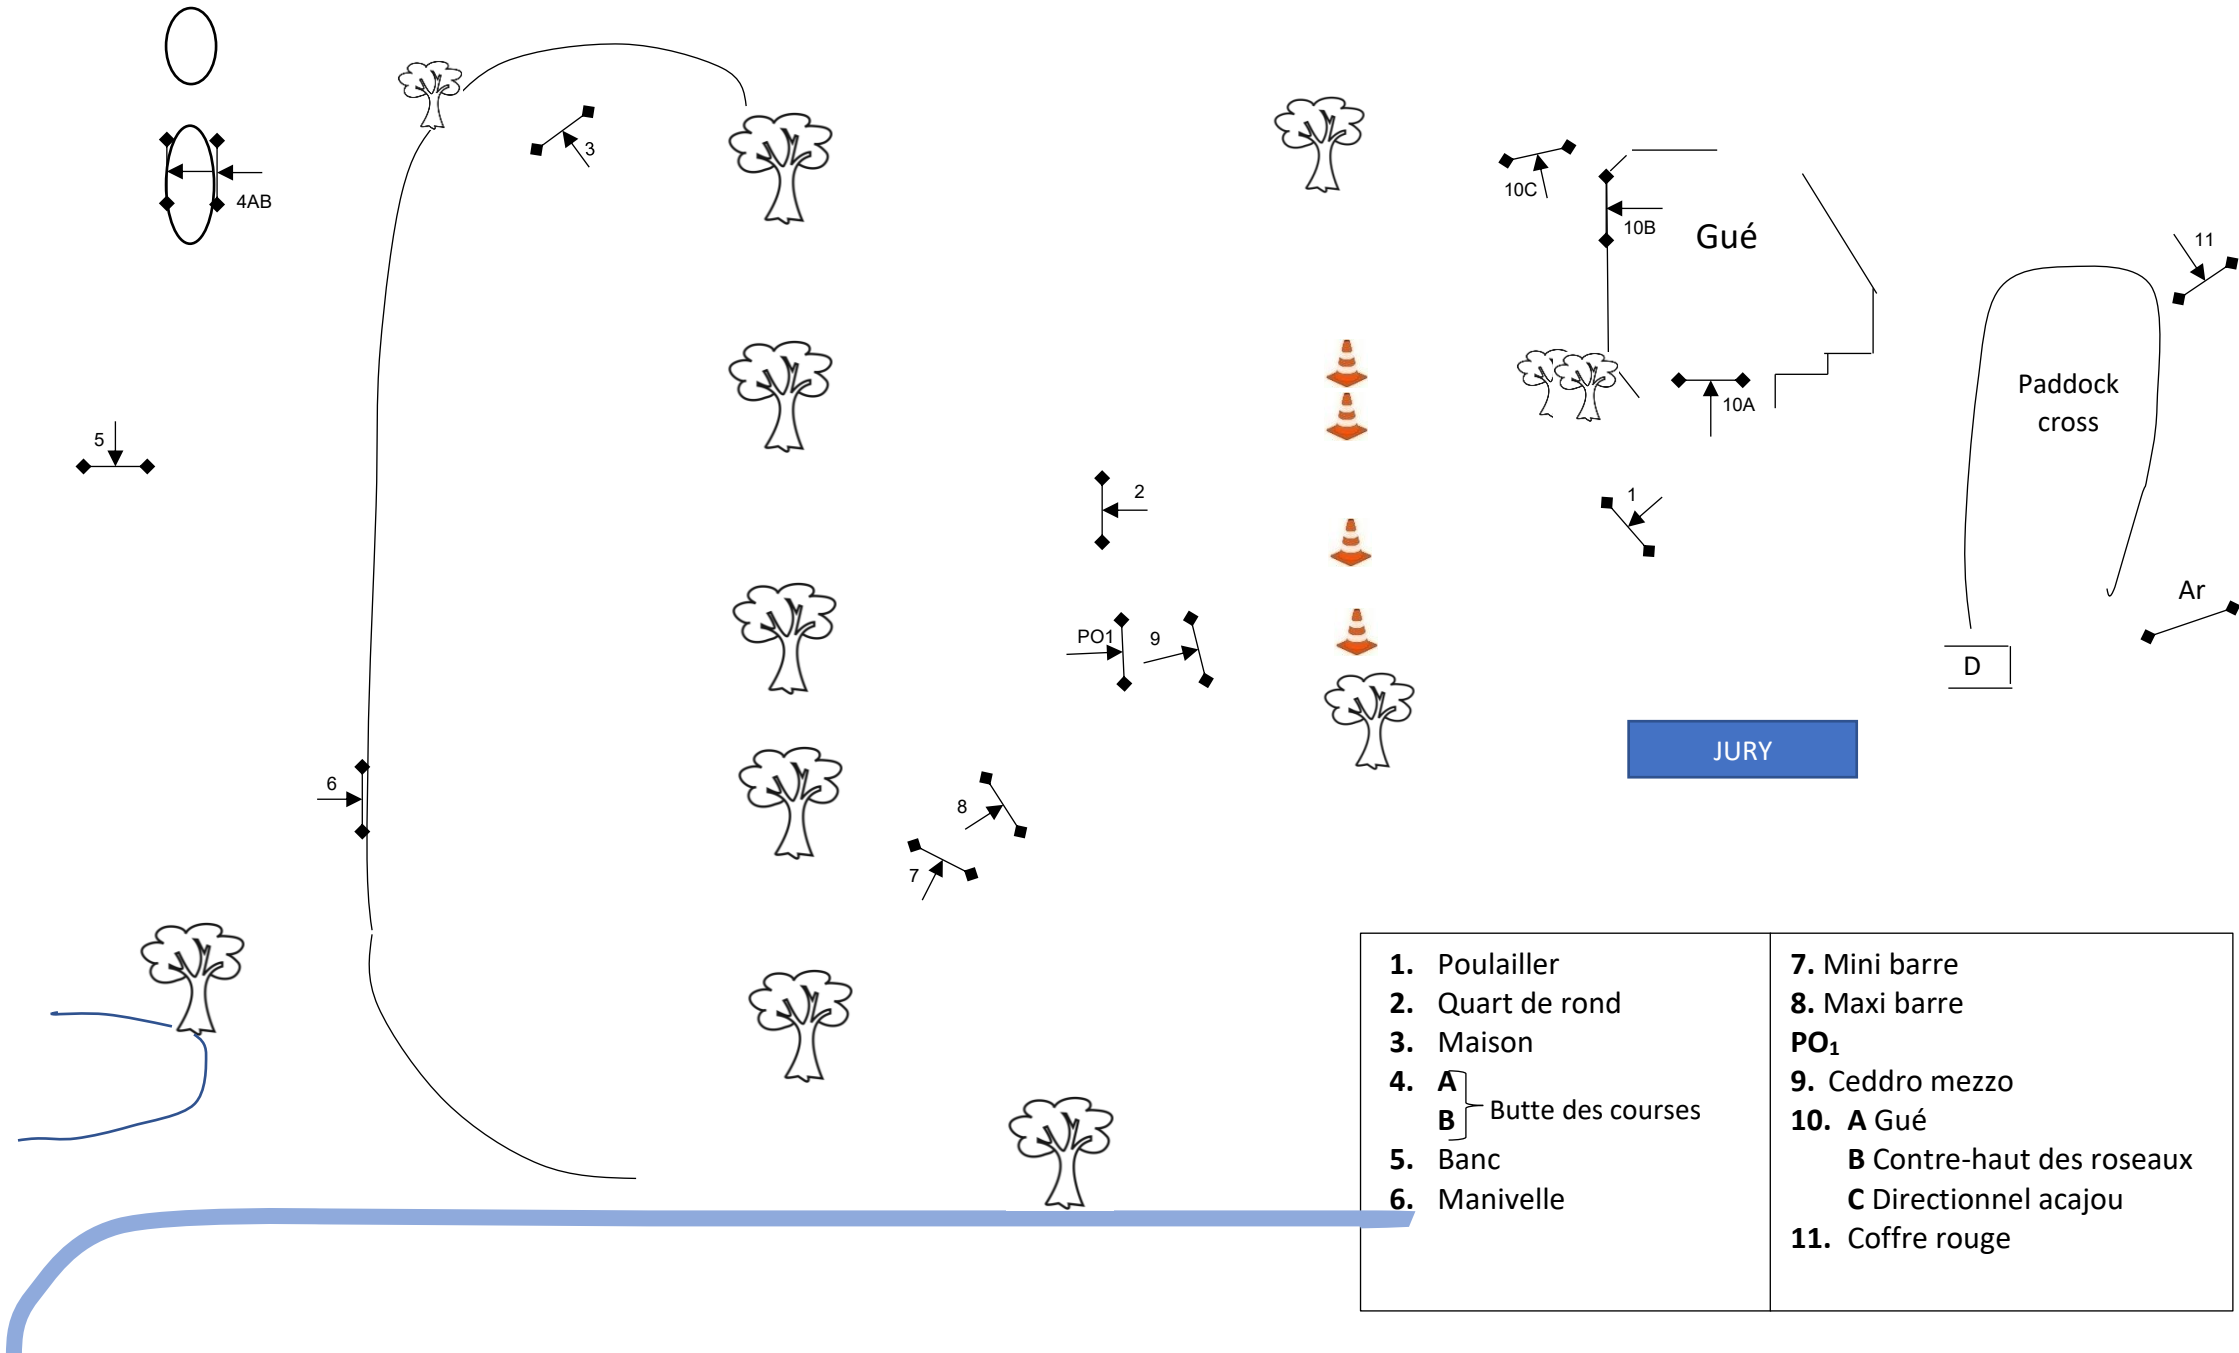 3
4AB
10C
10B
Gué
11
5
Paddock
cross
10A
2
1
Ar
PO1
9
D
JURY
6
8
7
1. Poulailler
2. Quart de rond
3. Maison
4. A
B
Butte des courses
5. Banc
6. Manivelle
7. Mini barre
8. Maxi barre
PO₁
9. Ceddro mezzo
10. A Gué
B Contre-haut des roseaux
C Directionnel acajou
11. Coffre rouge